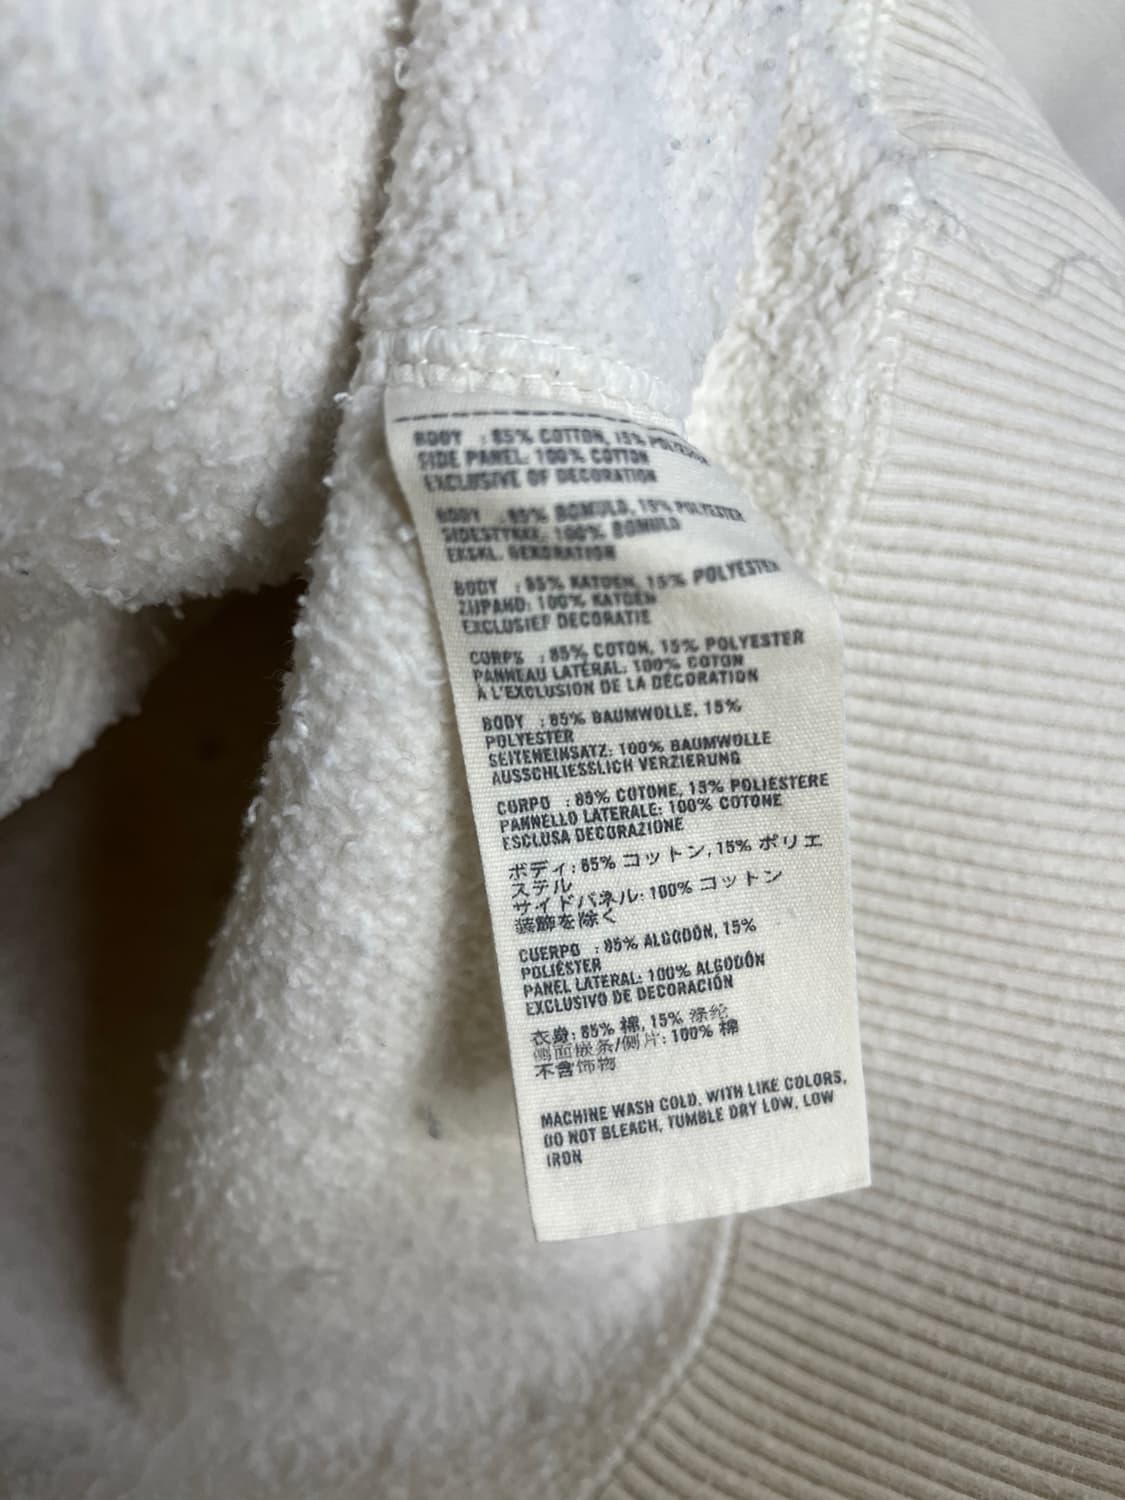 BODY : 85% COTTON, 15% POLYESTER
SIDE PANEL: 100% COTTON
EXCLUSIVE OF DECORATION
BODY : 85% BOMULD, 15% POLYESTER
SIDESTYKKE: 100% BOMULD
EKSKL. DEKORATION
BODY : 85% KATOEN, 15% POLYESTER
ZIJPAND: 100% KATOEN
EXCLUSIEF DECORATIE
CORPS : 85% COTON, 15% POLYESTER
PANNEAU LATÉRAL: 100% COTON
À L'EXCLUSION DE LA DÉCORATION
BODY : 85% BAUMWOLLE, 15%
POLYESTER
SEITENEINSATZ: 100% BAUMWOLLE
AUSSCHLIESSLICH VERZIERUNG
CORPO : 85% COTONE, 15% POLIESTERE
PANNELLO LATERALE: 100% COTONE
ESCLUSA DECORAZIONE
ボディ: 85% コットン, 15% ポリエ
ステル
サイドパネル: 100% コットン
装飾を除く
CUERPO : 85% ALGODÓN, 15%
POLIÉSTER
PANEL LATERAL: 100% ALGODÓN
EXCLUSIVO DE DECORACIÓN
衣身: 85% 棉, 15% 涤纶
侧面嵌条/侧片: 100% 棉
不含饰物
MACHINE WASH COLD, WITH LIKE COLORS,
DO NOT BLEACH, TUMBLE DRY LOW, LOW
IRON